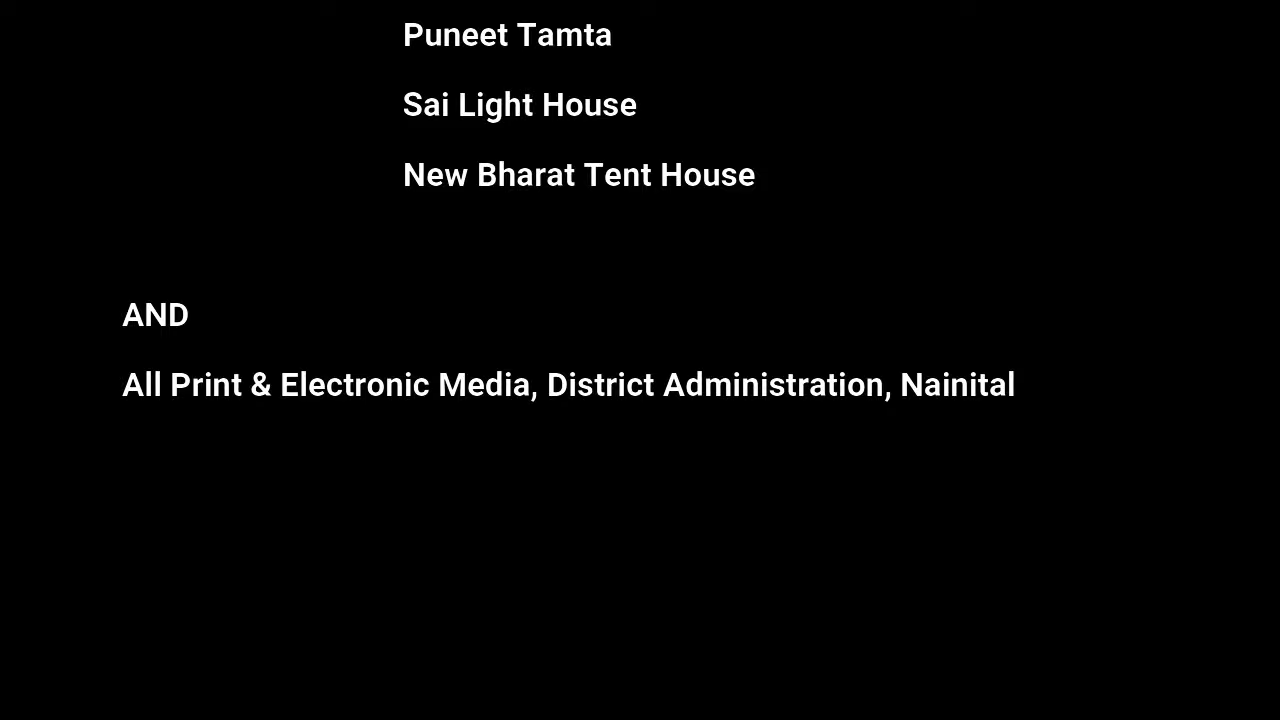 Puneet Tamta
Sai Light House
New Bharat Tent House
AND
All Print & Electronic Media, District Administration, Nainital